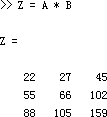 >> Z = A * B
Z =
22 27 45
55 66 102
88 105 159